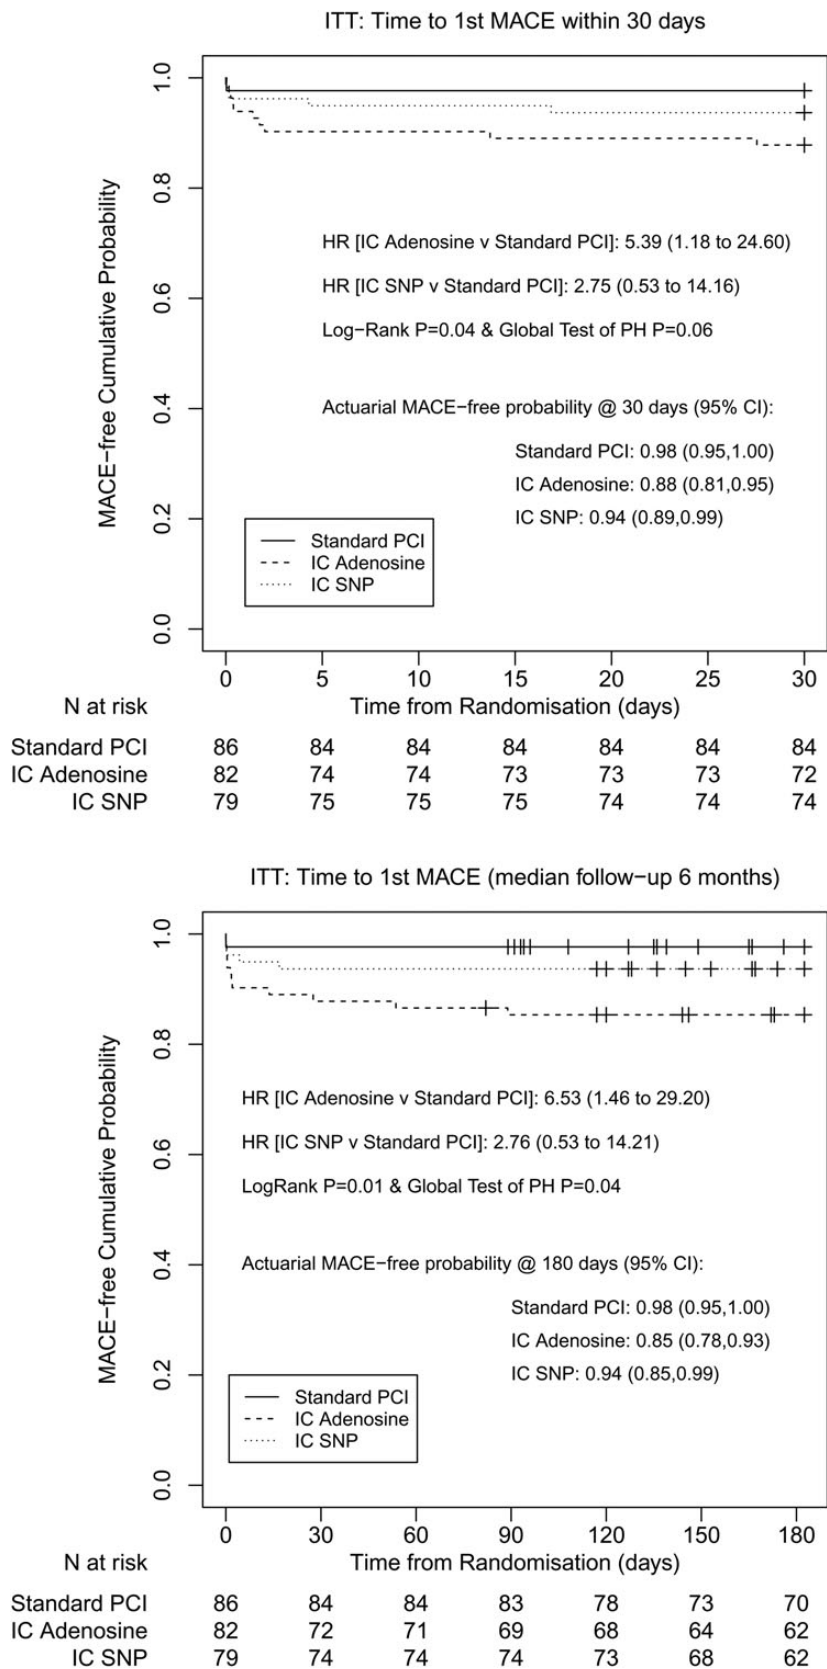 ITT: Time to 1st MACE within 30 days
MACE−free Cumulative Probability
1.0
0.8
0.6
0.4
0.2
0.0
HR [IC Adenosine v Standard PCI]: 5.39 (1.18 to 24.60)
HR [IC SNP v Standard PCI]: 2.75 (0.53 to 14.16)
Log−Rank P=0.04 & Global Test of PH P=0.06
Actuarial MACE−free probability @ 30 days (95% CI):
Standard PCI: 0.98 (0.95,1.00)
IC Adenosine: 0.88 (0.81,0.95)
IC SNP: 0.94 (0.89,0.99)
Standard PCI
IC Adenosine
IC SNP
0 5 10 15 20 25 30
N at risk Time from Randomisation (days)
Standard PCI 86 84 84 84 84 84 84
IC Adenosine 82 74 74 73 73 73 72
IC SNP 79 75 75 75 74 74 74
ITT: Time to 1st MACE (median follow−up 6 months)
MACE−free Cumulative Probability
1.0
0.8
0.6
0.4
0.2
0.0
HR [IC Adenosine v Standard PCI]: 6.53 (1.46 to 29.20)
HR [IC SNP v Standard PCI]: 2.76 (0.53 to 14.21)
LogRank P=0.01 & Global Test of PH P=0.04
Actuarial MACE−free probability @ 180 days (95% CI):
Standard PCI: 0.98 (0.95,1.00)
IC Adenosine: 0.85 (0.78,0.93)
IC SNP: 0.94 (0.85,0.99)
Standard PCI
IC Adenosine
IC SNP
0 30 60 90 120 150 180
N at risk Time from Randomisation (days)
Standard PCI 86 84 84 83 78 73 70
IC Adenosine 82 72 71 69 68 64 62
IC SNP 79 74 74 74 73 68 62